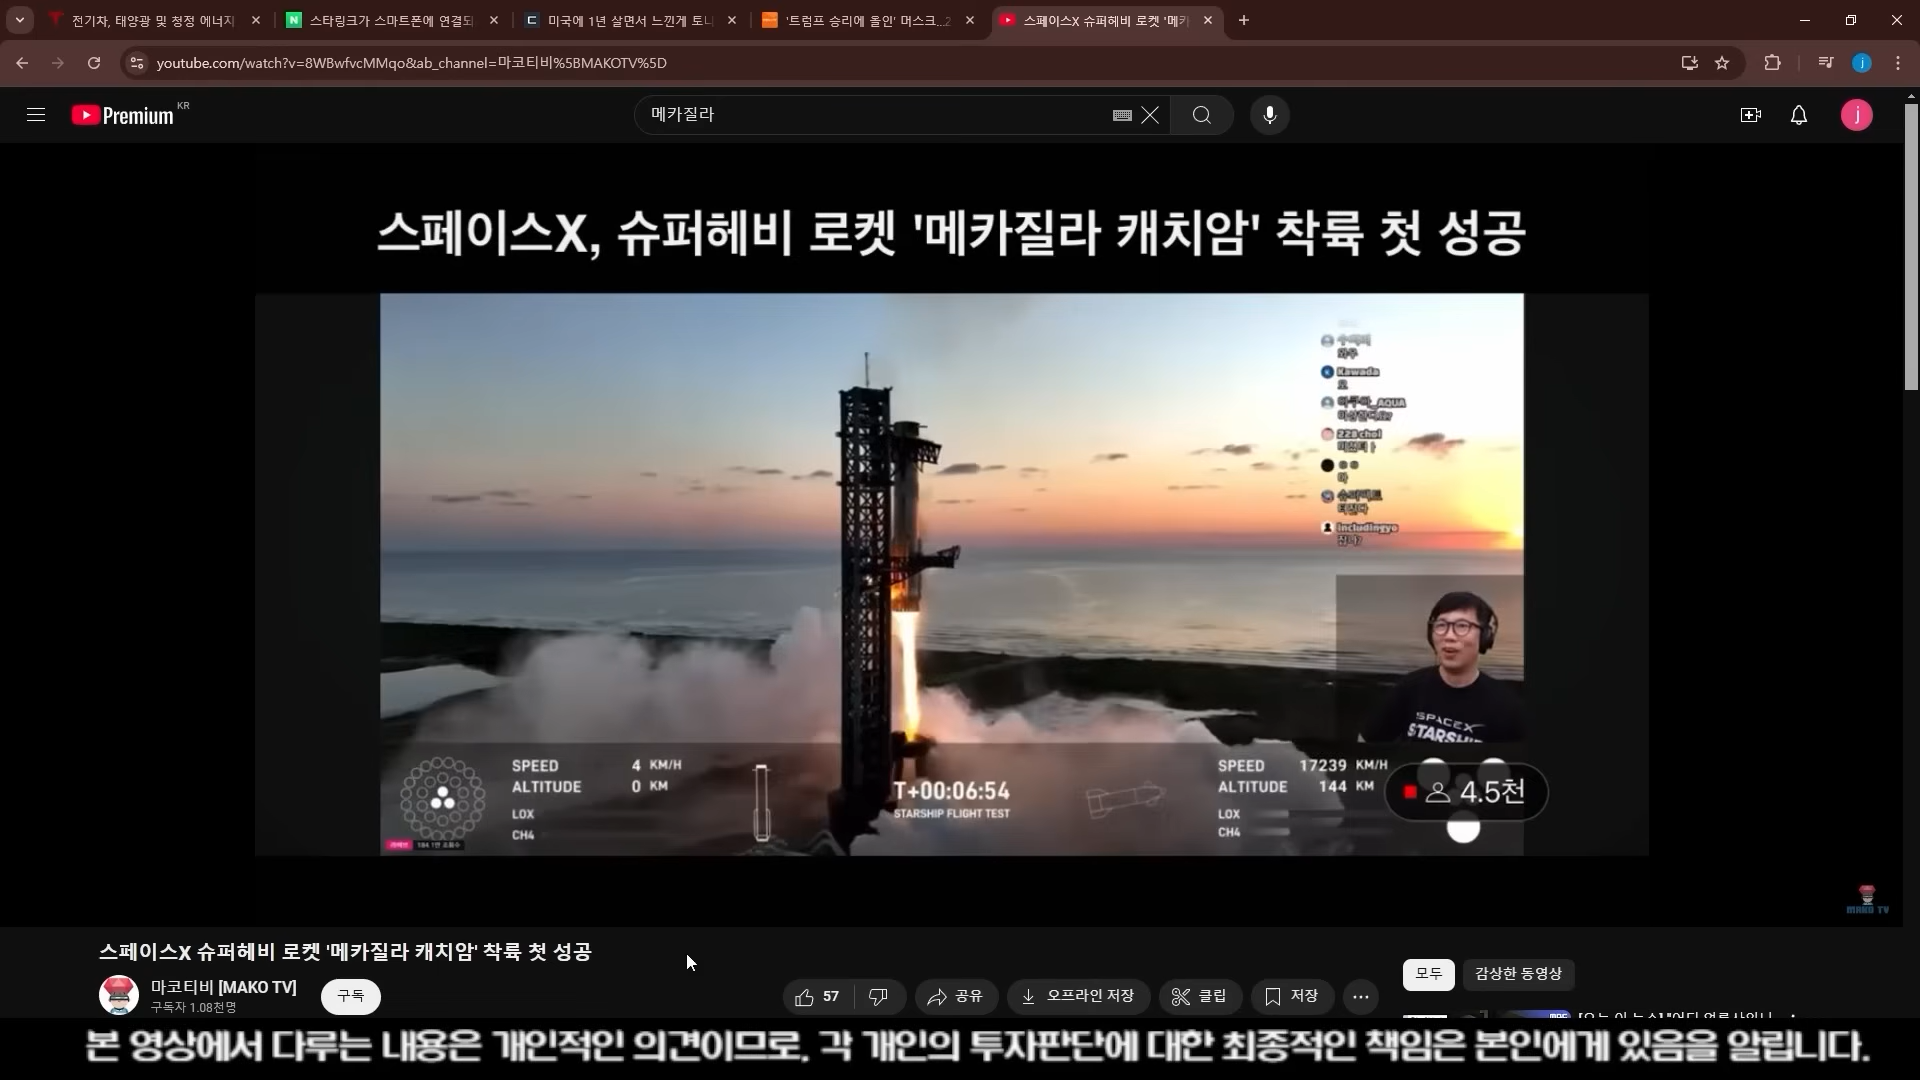 전기차, 태양광 및 청정 에너지
스타링크가 스마트폰에 연결되
미국에 1년 살면서 느낀게 토니
'트럼프 승리에 올인' 머스크...2
스페이스X 슈퍼헤비 로켓 '메카
youtube.com/watch?v=8WBwfvcMMqo&ab_channel=마코티비%5BMAKOTV%5D
Premium KR
메카질라
스페이스X, 슈퍼헤비 로켓 '메카질라 캐치암' 착륙 첫 성공
와우
Kawada
오
228 chol
마
includingyo
SPACEX
SPEED 4 KM/H
ALTITUDE 0 KM
LOX
CH4
T+00:06:54
STARSHIP FLIGHT TEST
SPEED 17239 KM/H
ALTITUDE 144 KM
LOX
CH4
4.5천
MAKO TV
스페이스X 슈퍼헤비 로켓 '메카질라 캐치암' 착륙 첫 성공
마코티비 [MAKO TV]
구독자 1.08천명
구독
57
공유
오프라인 저장
클립
저장
모두
감상한 동영상
본 영상에서 다루는 내용은 개인적인 의견이므로, 각 개인의 투자판단에 대한 최종적인 책임은 본인에게 있음을 알립니다.